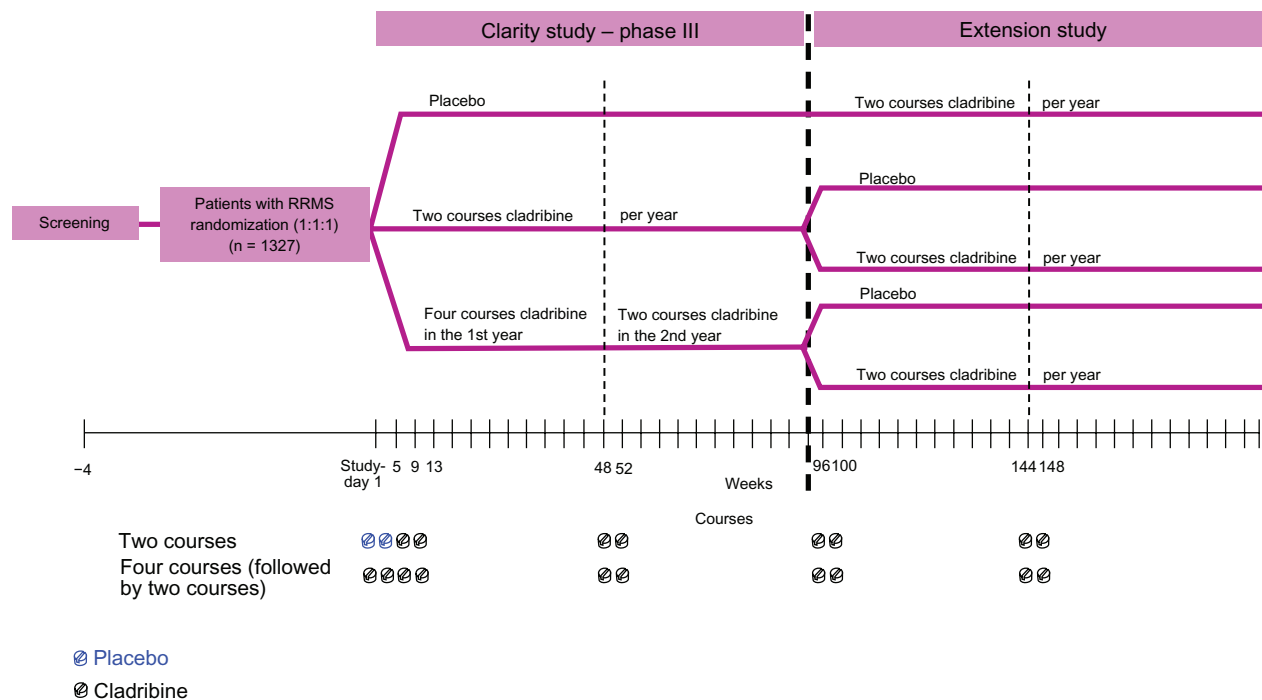 Clarity study – phase III
Extension study
Placebo
Two courses cladribine per year
Placebo
Screening
Patients with RRMS
randomization (1:1:1)
(n = 1327)
Two courses cladribine per year
Two courses cladribine per year
Placebo
Four courses cladribine
in the 1st year
Two courses cladribine
in the 2nd year
Two courses cladribine per year
−4
Study-
day 1
5 9 13
48 52
96 100
144 148
Weeks
Courses
Two courses
Four courses (followed
by two courses)
Placebo
Cladribine